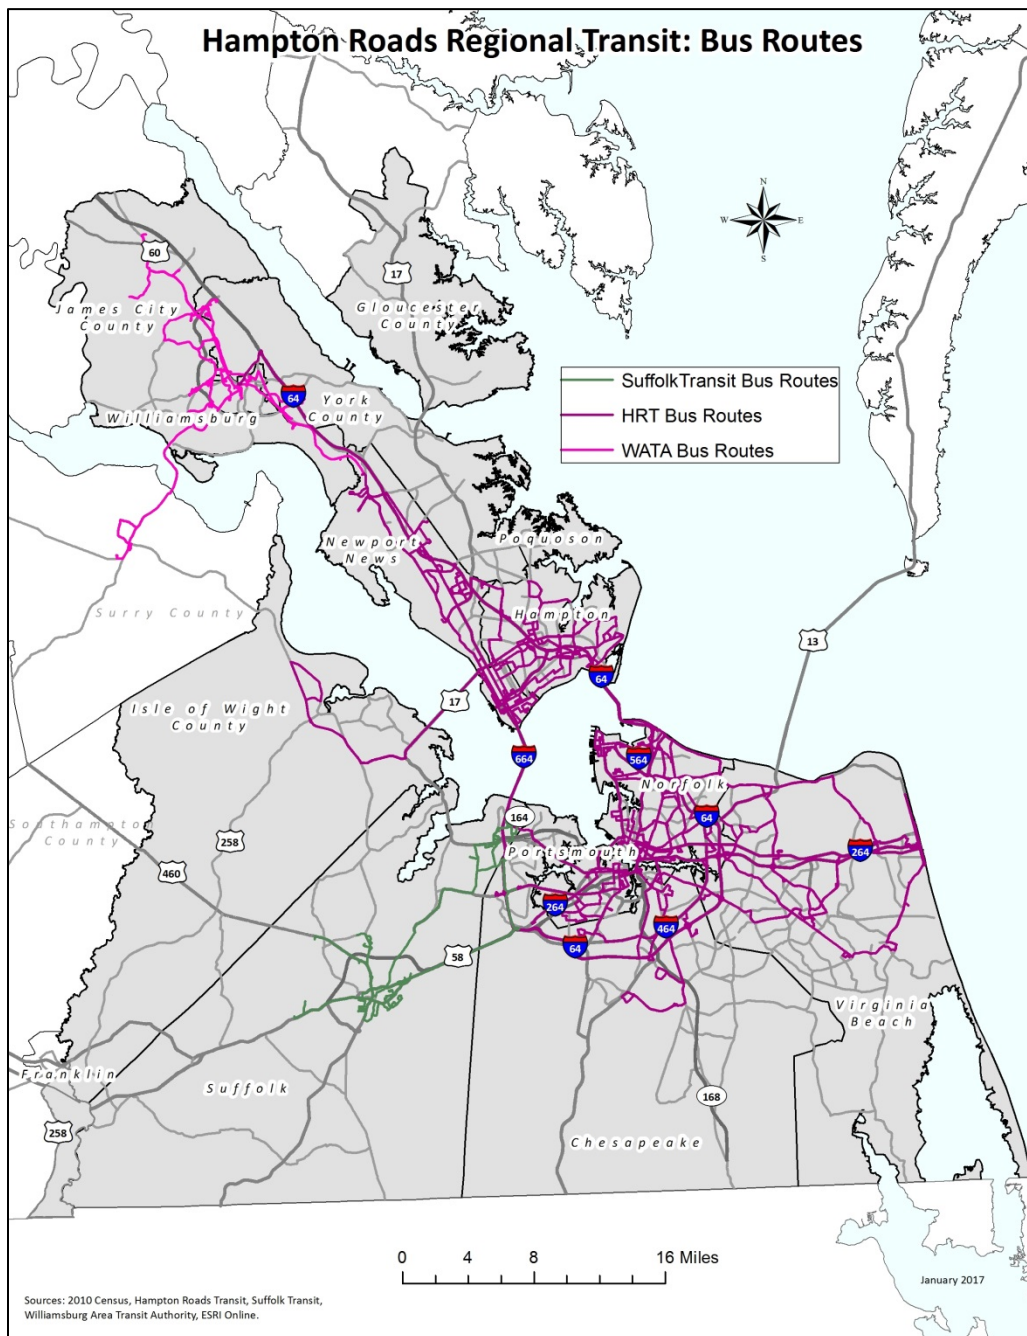 Hampton Roads Regional Transit: Bus Routes
N
W E
S
60
17
James City
County
Gloucester
County
SuffolkTransit Bus Routes
HRT Bus Routes
WATA Bus Routes
64
York
County
Williamsburg
Newport
News
Poquoson
Surry County
Hampton
13
64
17
Isle of Wight
County
664
564
Norfolk
164
64
Southampton
County
258
Portsmouth
264
460
264
464
64
58
Virginia
Beach
Franklin
Suffolk
168
258
Chesapeake
0 4 8 16 Miles
January 2017
Sources: 2010 Census, Hampton Roads Transit, Suffolk Transit,
Williamsburg Area Transit Authority, ESRI Online.